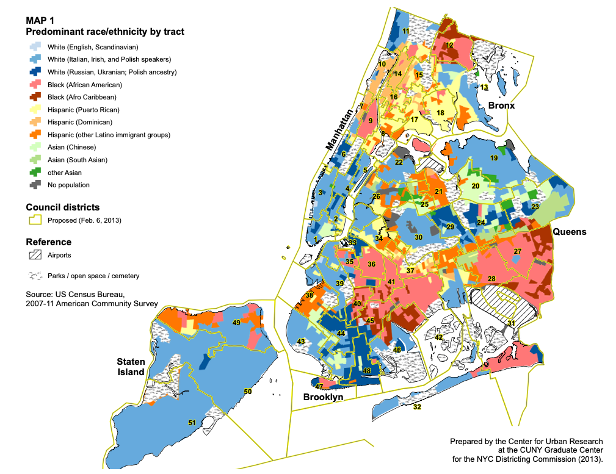 MAP 1
Predominant race/ethnicity by tract
White (English, Scandinavian)
White (Italian, Irish, and Polish speakers)
White (Russian, Ukranian; Polish ancestry)
Black (African American)
Black (Afro Caribbean)
Hispanic (Puerto Rican)
Hispanic (Dominican)
Hispanic (other Latino immigrant groups)
Asian (Chinese)
Asian (South Asian)
other Asian
No population
Council districts
Proposed (Feb. 6, 2013)
Reference
Airports
Parks / open space / cemetery
Source: US Census Bureau,
2007-11 American Community Survey
11
12
10
14
15
13
16
Bronx
17
18
9
8
Manhattan
6
22
19
5
20
3
4
26
21
25
23
2
24
1
29
30
34
33
Queens
27
35
36
37
28
39
41
38
40
31
45
42
44
46
43
48
47
Brooklyn
32
49
Staten
Island
50
51
Prepared by the Center for Urban Research
at the CUNY Graduate Center
for the NYC Districting Commission (2013).